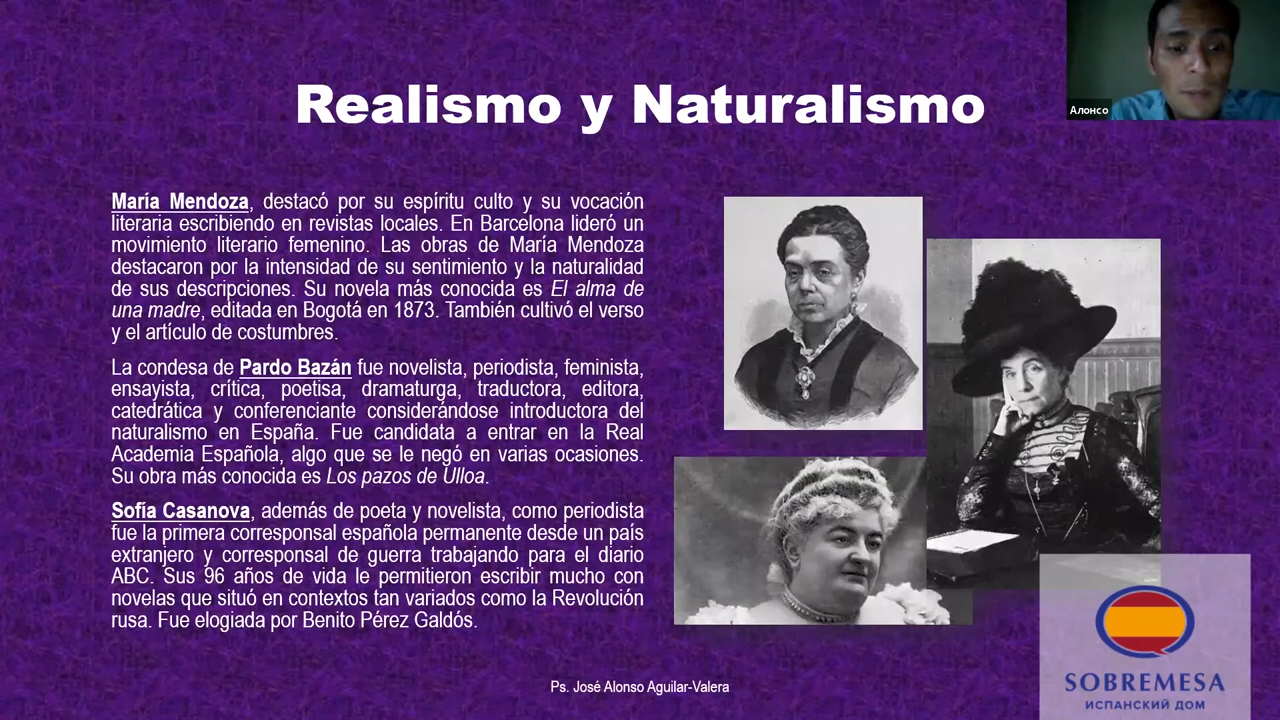 Realismo y Naturalismo
Алонсо
María Mendoza, destacó por su espíritu culto y su vocación
literaria escribiendo en revistas locales. En Barcelona lideró un
movimiento literario femenino. Las obras de María Mendoza
destacaron por la intensidad de su sentimiento y la naturalidad
de sus descripciones. Su novela más conocida es El alma de
una madre, editada en Bogotá en 1873. También cultivó el verso
y el artículo de costumbres.
La condesa de Pardo Bazán fue novelista, periodista, feminista,
ensayista, crítica, poetisa, dramaturga, traductora, editora,
catedrática y conferenciante considerándose introductora del
naturalismo en España. Fue candidata a entrar en la Real
Academia Española, algo que se le negó en varias ocasiones.
Su obra más conocida es Los pazos de Ulloa.
Sofía Casanova, además de poeta y novelista, como periodista
fue la primera corresponsal española permanente desde un país
extranjero y corresponsal de guerra trabajando para el diario
ABC. Sus 96 años de vida le permitieron escribir mucho con
novelas que situó en contextos tan variados como la Revolución
rusa. Fue elogiada por Benito Pérez Galdós.
Ps. José Alonso Aguilar-Valera
SOBREMESA
ИСПАНСКИЙ ДОМ